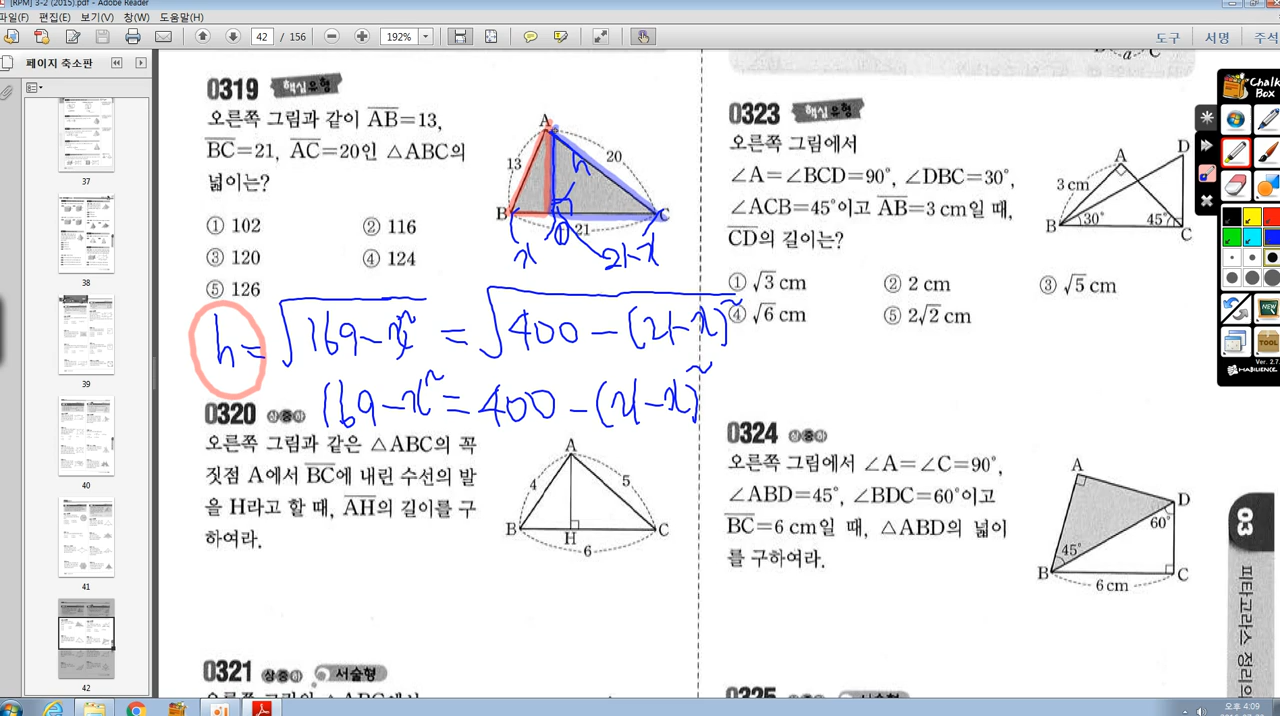 [RPM] 3-2 (2015).pdf - Adobe Reader
파일(F) 편집(E) 보기(V) 창(W) 도움말(H)
42 / 156 192% 도구 서명 주석
페이지 축소판
37
38
39
40
41
42
0319 핵심유형
오른쪽 그림과 같이 AB=13,
BC=21, AC=20인 △ABC의
넓이는?
① 102 ② 116
③ 120 ④ 124
⑤ 126
A
13 20
h
B C
21
x 21-x
h = √169-x² = √400-(21-x)²
169-x² = 400-(21-x)²
0320 상중하
오른쪽 그림과 같은 △ABC의 꼭
짓점 A에서 BC에 내린 수선의 발
을 H라고 할 때, AH의 길이를 구
하여라.
A
4 5
B H C
6
0321 상중하 서술형
a C
0323 핵심유형
오른쪽 그림에서
∠A=∠BCD=90°, ∠DBC=30°,
∠ACB=45°이고 AB=3 cm일 때,
CD의 길이는?
A D
3 cm
B 30° 45° C
① √3 cm ② 2 cm ③ √5 cm
④ √6 cm ⑤ 2√2 cm
0324 상중하
오른쪽 그림에서 ∠A=∠C=90°,
∠ABD=45°, ∠BDC=60°이고
BC=6 cm일 때, △ABD의 넓이
를 구하여라.
A
D
60°
45°
B C
6 cm
0325
03
피타고라스 정리의
Chalk
Box
NEW
TOOL
Ver. 2.7
HABILIENCE
오후 4:09